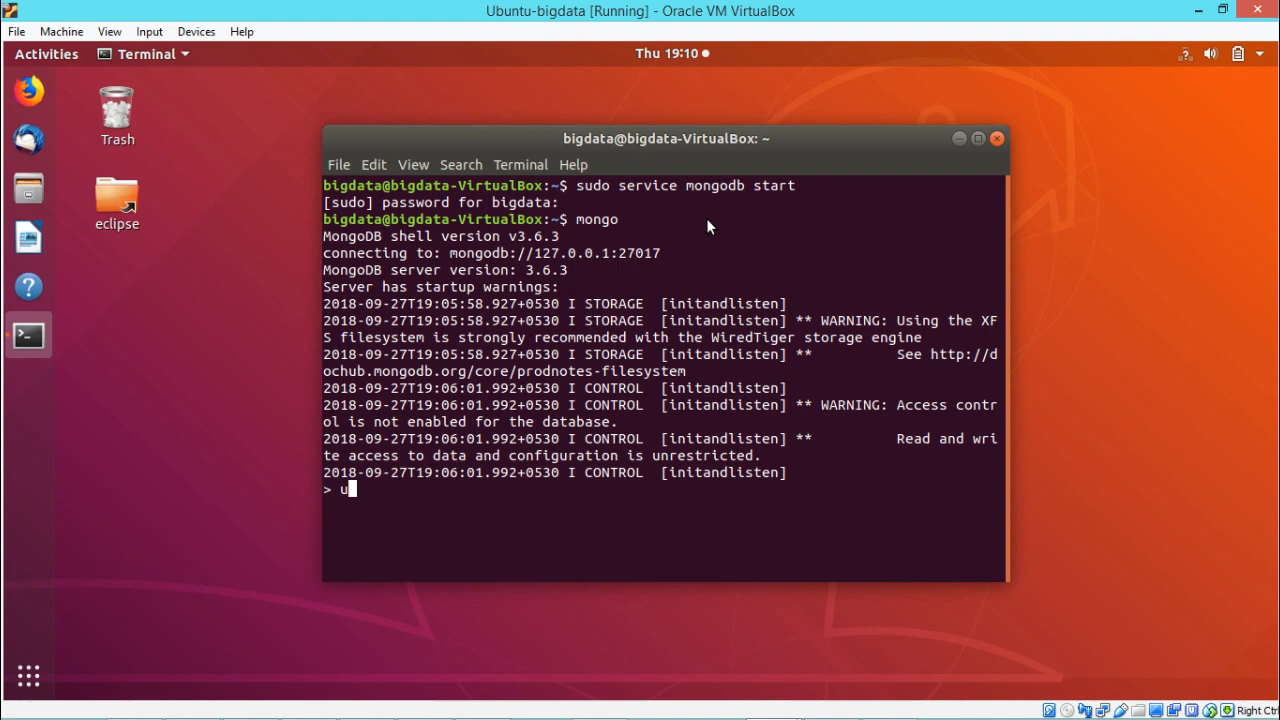 Ubuntu-bigdata [Running] - Oracle VM VirtualBox
File Machine View Input Devices Help
Activities Terminal Thu 19:10
Trash
eclipse
bigdata@bigdata-VirtualBox: ~
File Edit View Search Terminal Help
bigdata@bigdata-VirtualBox:~$ sudo service mongodb start
[sudo] password for bigdata:
bigdata@bigdata-VirtualBox:~$ mongo
MongoDB shell version v3.6.3
connecting to: mongodb://127.0.0.1:27017
MongoDB server version: 3.6.3
Server has startup warnings:
2018-09-27T19:05:58.927+0530 I STORAGE  [initandlisten]
2018-09-27T19:05:58.927+0530 I STORAGE  [initandlisten] ** WARNING: Using the XF
S filesystem is strongly recommended with the WiredTiger storage engine
2018-09-27T19:05:58.927+0530 I STORAGE  [initandlisten] **          See http://d
ochub.mongodb.org/core/prodnotes-filesystem
2018-09-27T19:06:01.992+0530 I CONTROL  [initandlisten]
2018-09-27T19:06:01.992+0530 I CONTROL  [initandlisten] ** WARNING: Access contr
ol is not enabled for the database.
2018-09-27T19:06:01.992+0530 I CONTROL  [initandlisten] **          Read and wri
te access to data and configuration is unrestricted.
2018-09-27T19:06:01.992+0530 I CONTROL  [initandlisten]
> u
Right Ctrl